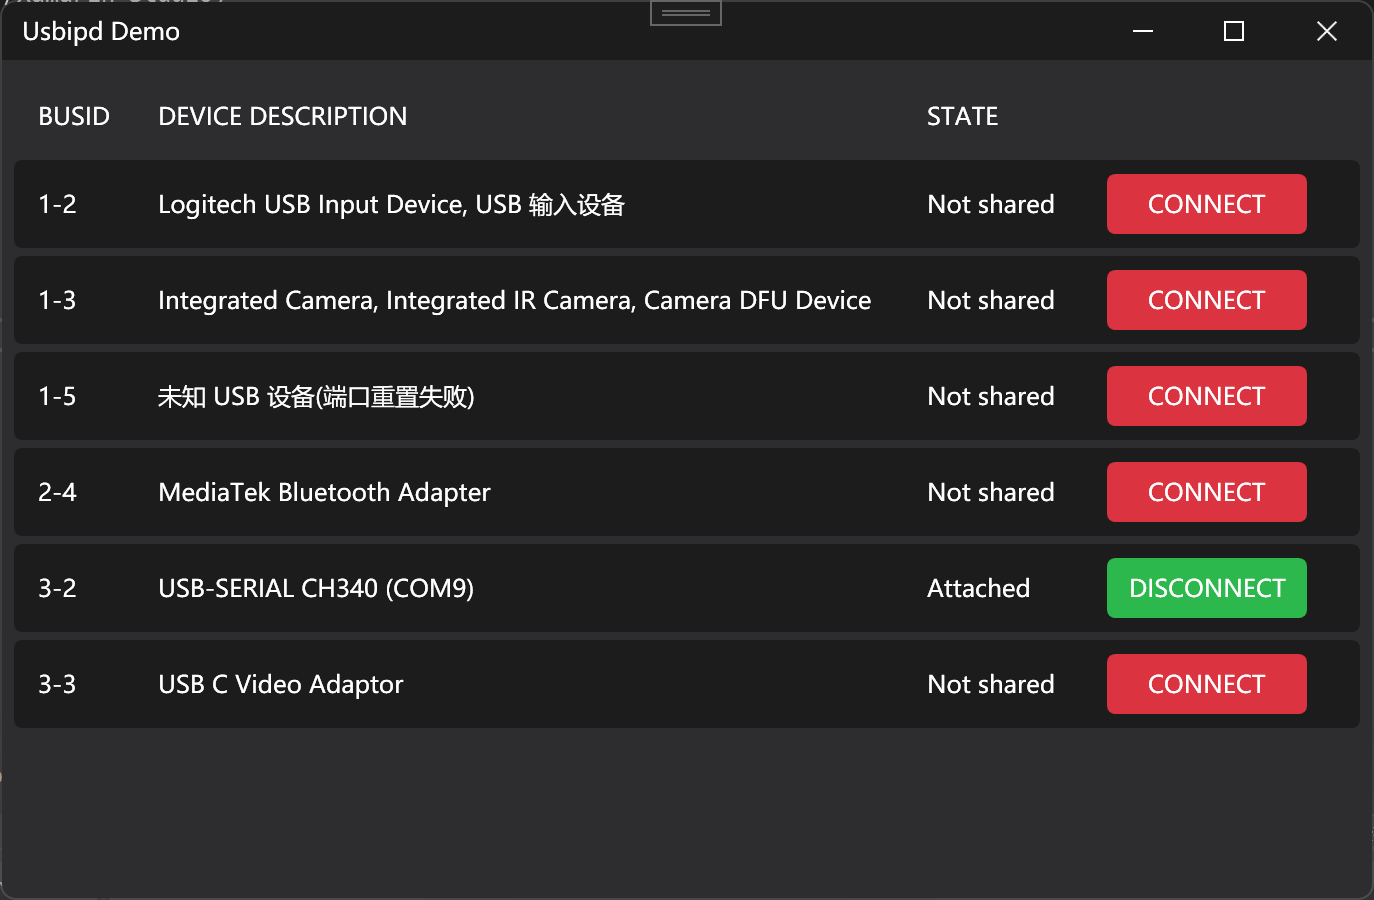 Usbipd Demo
BUSID DEVICE DESCRIPTION STATE
1-2 Logitech USB Input Device, USB 输入设备 Not shared CONNECT
1-3 Integrated Camera, Integrated IR Camera, Camera DFU Device Not shared CONNECT
1-5 未知 USB 设备(端口重置失败) Not shared CONNECT
2-4 MediaTek Bluetooth Adapter Not shared CONNECT
3-2 USB-SERIAL CH340 (COM9) Attached DISCONNECT
3-3 USB C Video Adaptor Not shared CONNECT